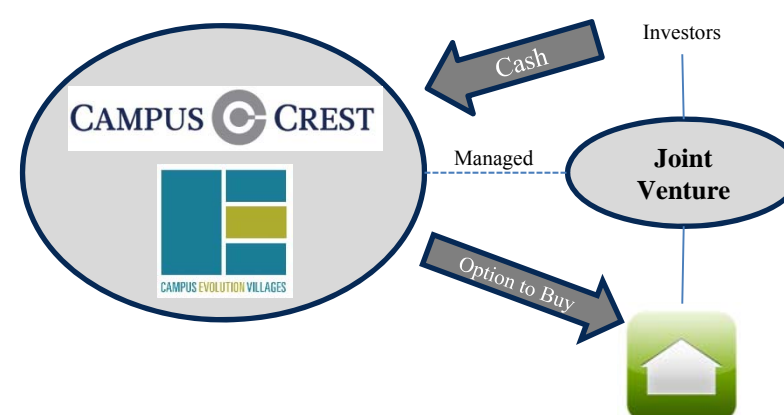 Investors
Cash
CAMPUS CREST
Managed
Joint
Venture
Option to Buy
CAMPUS EVOLUTION VILLAGES